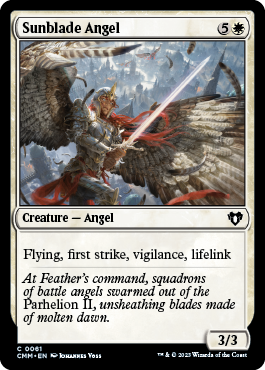 Sunblade Angel 5
Creature — Angel
Flying, first strike, vigilance, lifelink
At Feather's command, squadrons
of battle angels swarmed out of the
Parhelion II, unsheathing blades made
of molten dawn.
3/3
C 0061
CMM • EN Johannes Voss
™ & © 2023 Wizards of the Coast